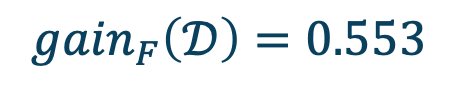 gain_F(𝒟) = 0.553